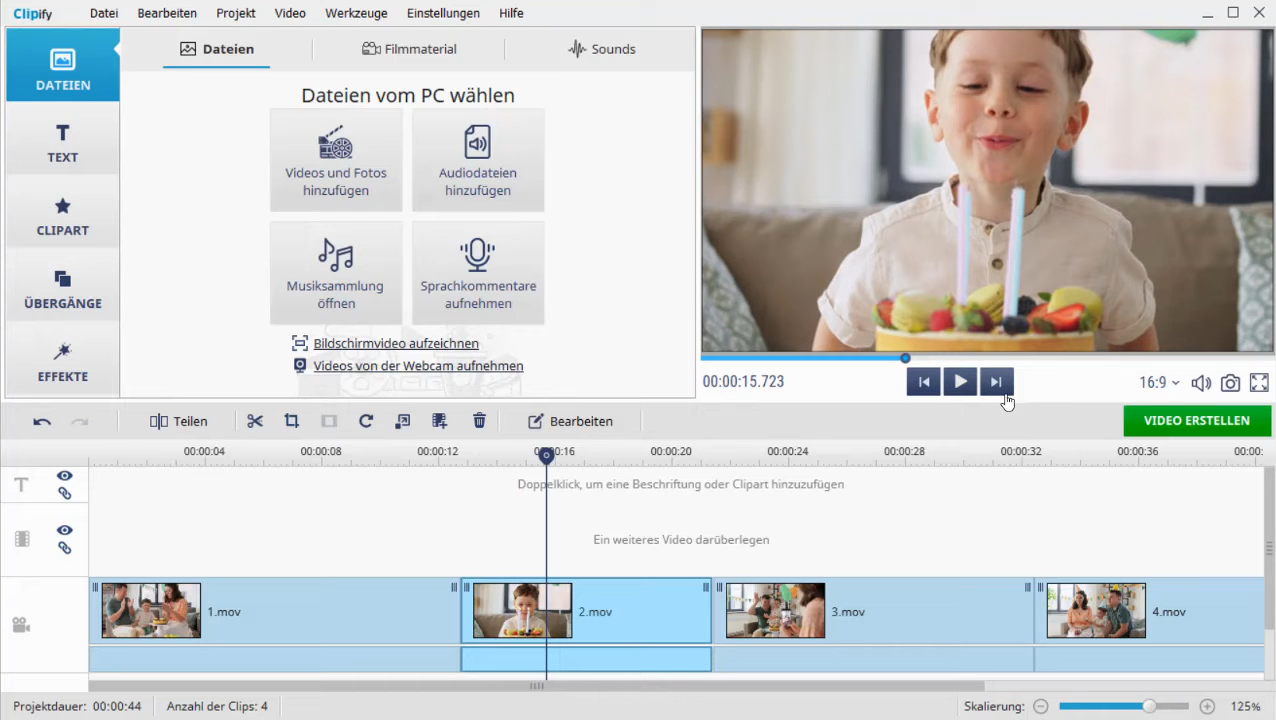 Clipify Datei Bearbeiten Projekt Video Werkzeuge Einstellungen Hilfe
DATEIEN
TEXT
CLIPART
ÜBERGÄNGE
EFFEKTE
Dateien Filmmaterial Sounds
Dateien vom PC wählen
Videos und Fotos
hinzufügen
Audiodateien
hinzufügen
Musiksammlung
öffnen
Sprachkommentare
aufnehmen
Bildschirmvideo aufzeichnen
Videos von der Webcam aufnehmen
00:00:15.723 16:9
Teilen Bearbeiten VIDEO ERSTELLEN
00:00:04 00:00:08 00:00:12 00:00:16 00:00:20 00:00:24 00:00:28 00:00:32 00:00:36 00:00:
T Doppelklick, um eine Beschriftung oder Clipart hinzuzufügen
Ein weiteres Video darüberlegen
1.mov 2.mov 3.mov 4.mov
Projektdauer: 00:00:44 Anzahl der Clips: 4 Skalierung: 125%